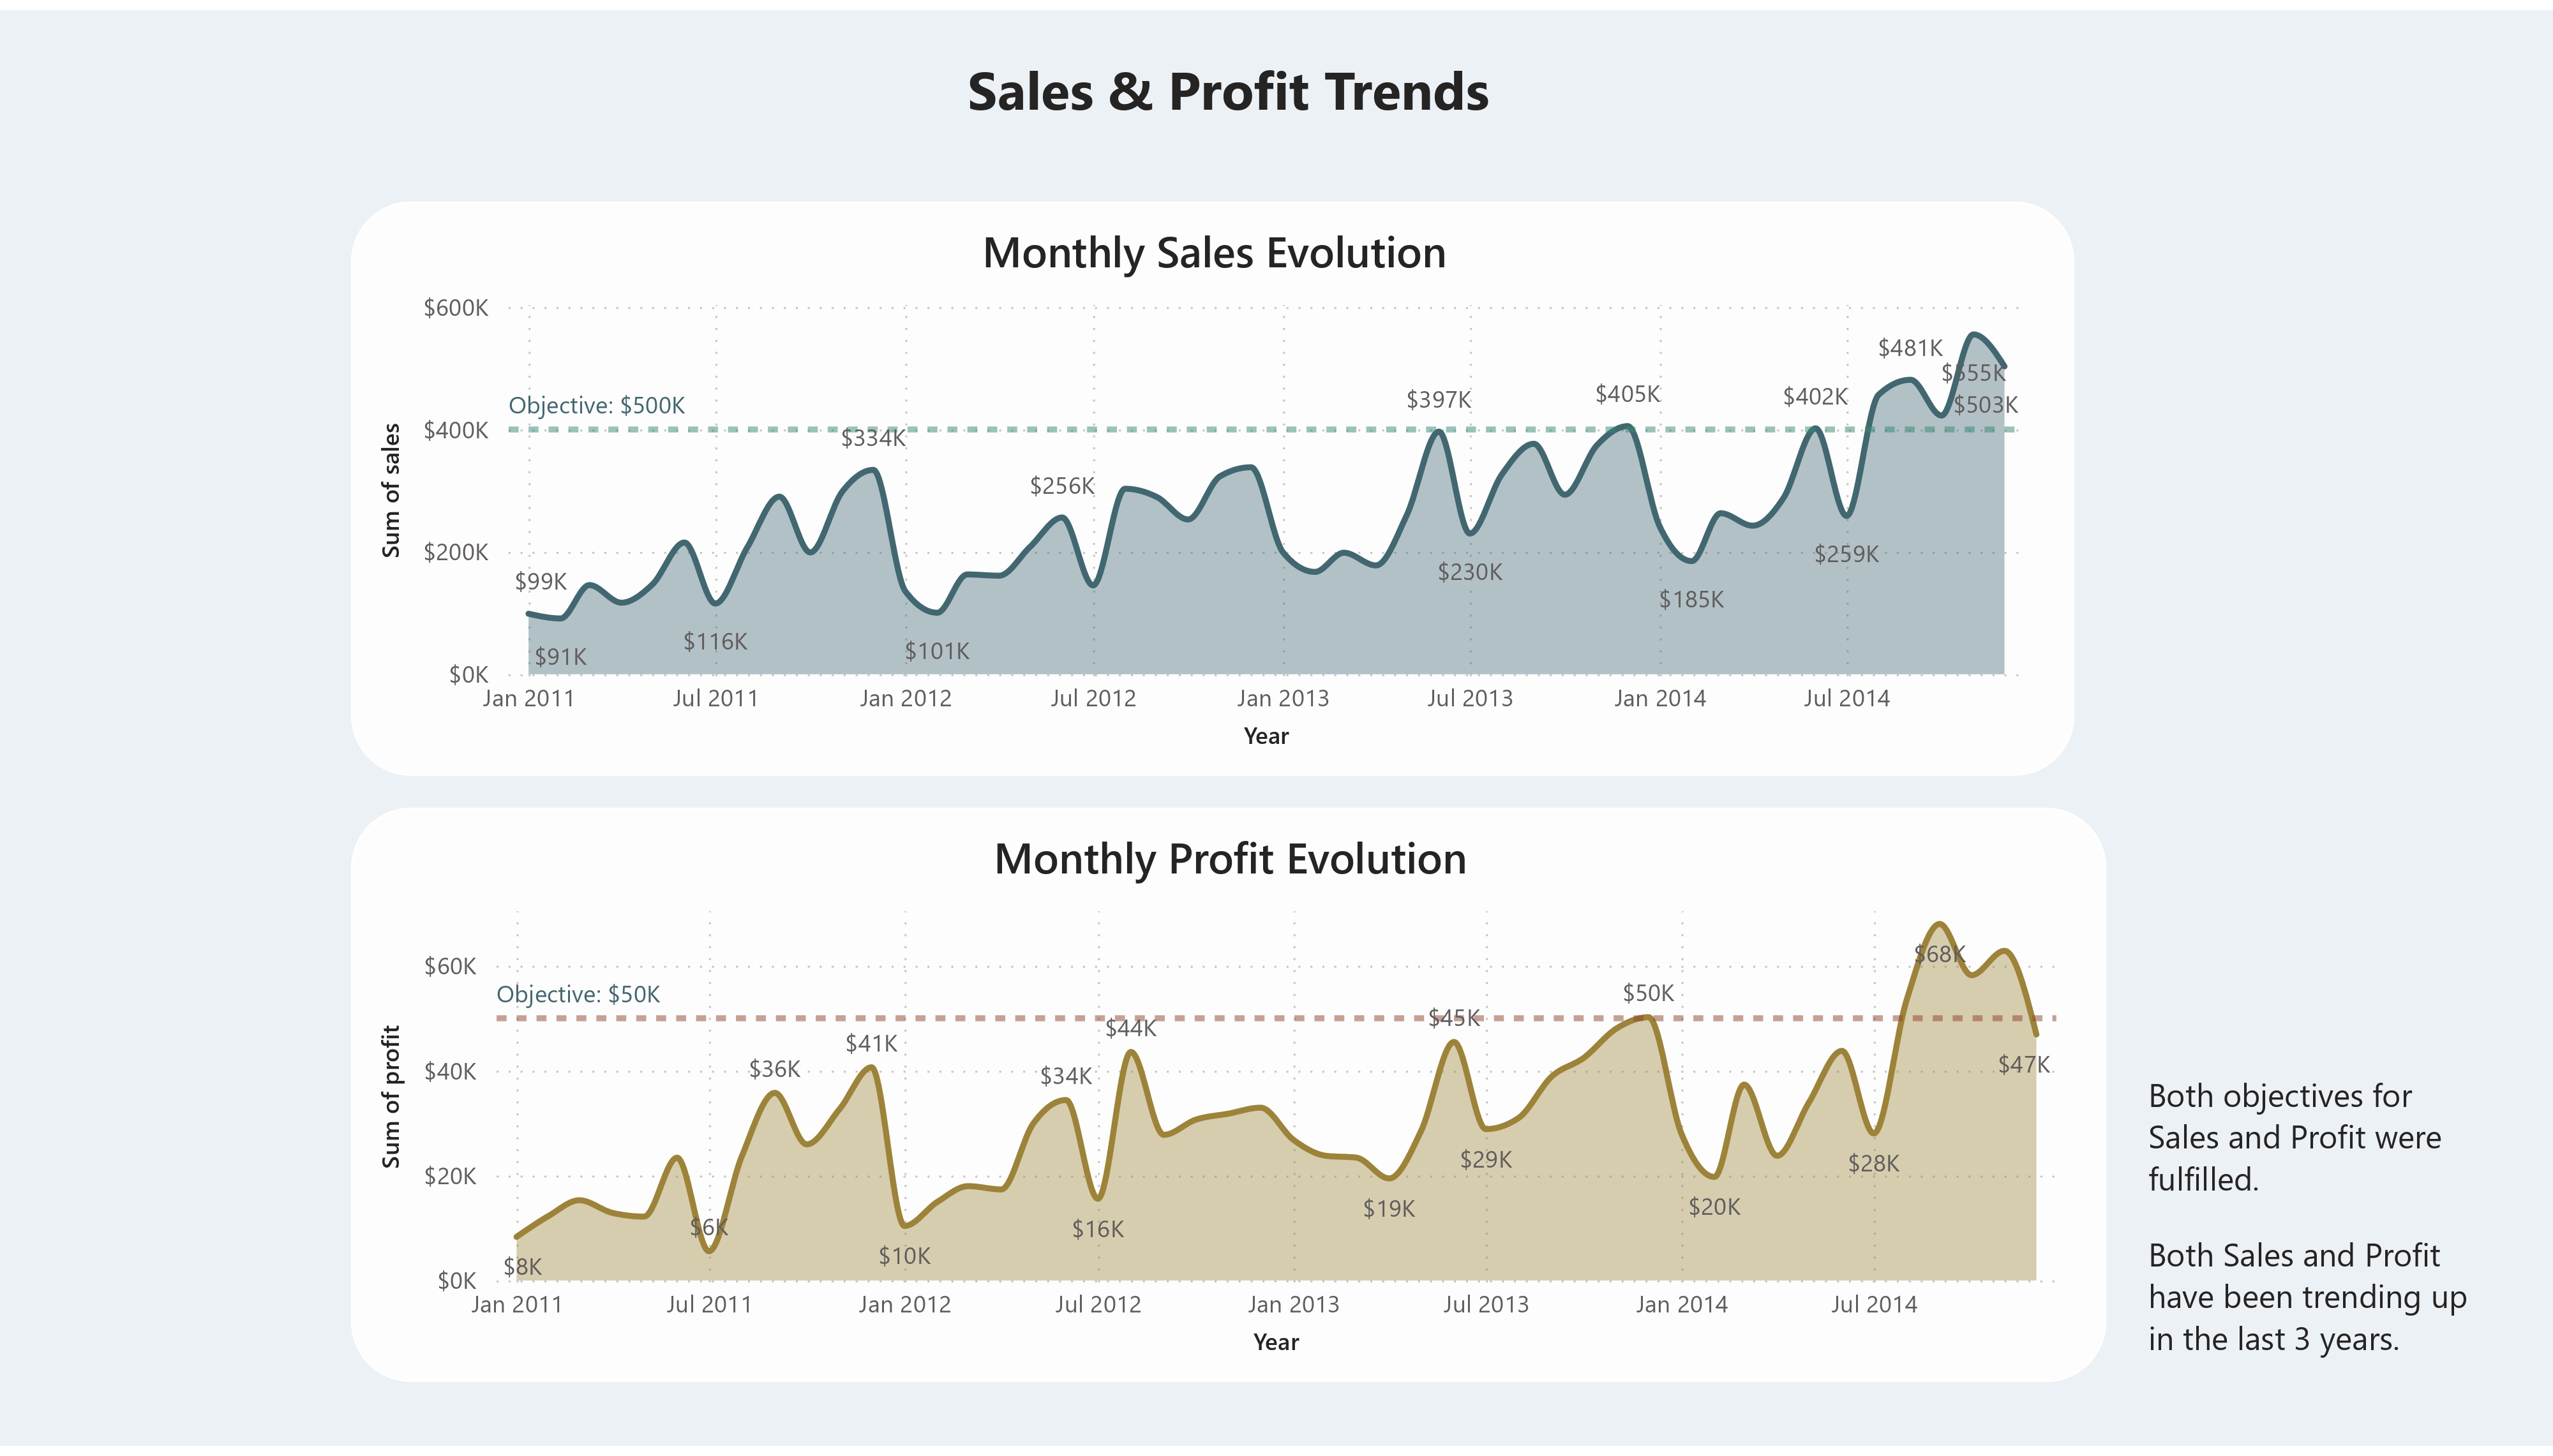 Sales & Profit Trends
Monthly Sales Evolution
$600K
$481K
$555K
Objective: $500K
$397K
$405K
$402K
$503K
$400K
$334K
$256K
Sum of sales
$200K
$99K
$230K
$259K
$185K
$116K
$91K
$101K
$0K
Jan 2011 Jul 2011 Jan 2012 Jul 2012 Jan 2013 Jul 2013 Jan 2014 Jul 2014
Year
Monthly Profit Evolution
$68K
$60K
Objective: $50K
$50K
$45K
$44K
$41K
$36K
$34K
$40K
$47K
Sum of profit
$29K
$28K
$20K
$19K
$20K
$6K
$16K
$10K
$8K
$0K
Jan 2011 Jul 2011 Jan 2012 Jul 2012 Jan 2013 Jul 2013 Jan 2014 Jul 2014
Year
Both objectives for
Sales and Profit were
fulfilled.
Both Sales and Profit
have been trending up
in the last 3 years.